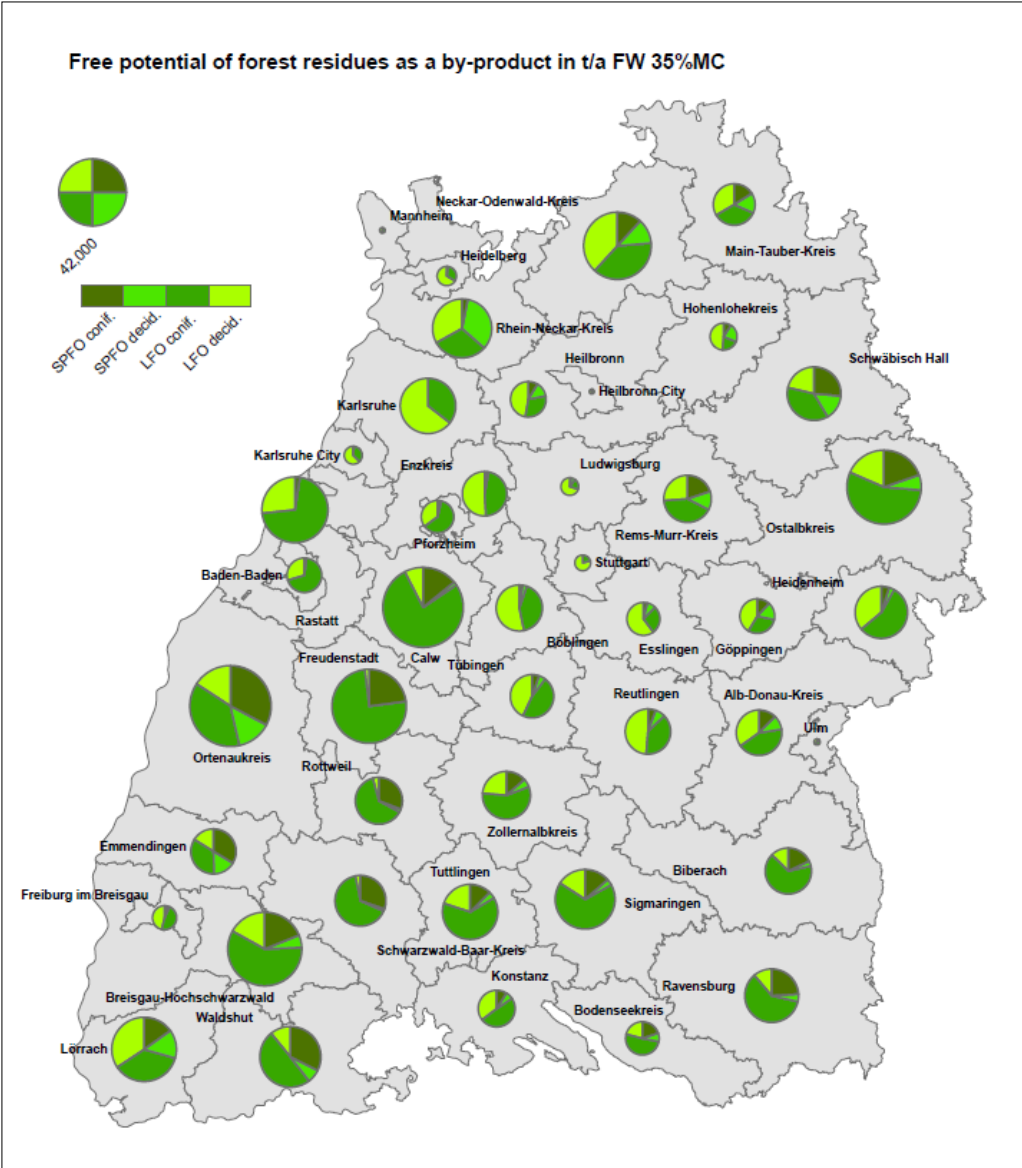 Free potential of forest residues as a by-product in t/a FW 35%MC
42,000
SPFO conif.
SPFO decid.
LFO conif.
LFO decid.
Neckar-Odenwald-Kreis
Mannheim
Main-Tauber-Kreis
Heidelberg
Hohenlohekreis
Rhein-Neckar-Kreis
Heilbronn
Schwäbisch Hall
Heilbronn City
Karlsruhe
Karlsruhe City
Enzkreis
Ludwigsburg
Ostalbkreis
Rems-Murr-Kreis
Pforzheim
Stuttgart
Baden-Baden
Heidenheim
Rastatt
Böblingen
Esslingen
Göppingen
Freudenstadt
Calw
Tübingen
Reutlingen
Alb-Donau-Kreis
Ulm
Ortenaukreis
Rottweil
Zollernalbkreis
Emmendingen
Tuttlingen
Biberach
Freiburg im Breisgau
Sigmaringen
Schwarzwald-Baar-Kreis
Konstanz
Ravensburg
Breisgau-Hochschwarzwald
Bodenseekreis
Waldshut
Lörrach